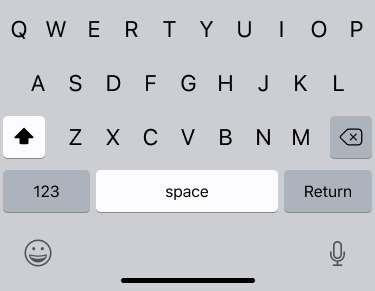 Q W E R T Y U I O P
A S D F G H J K L
Z X C V B N M
123 space Return